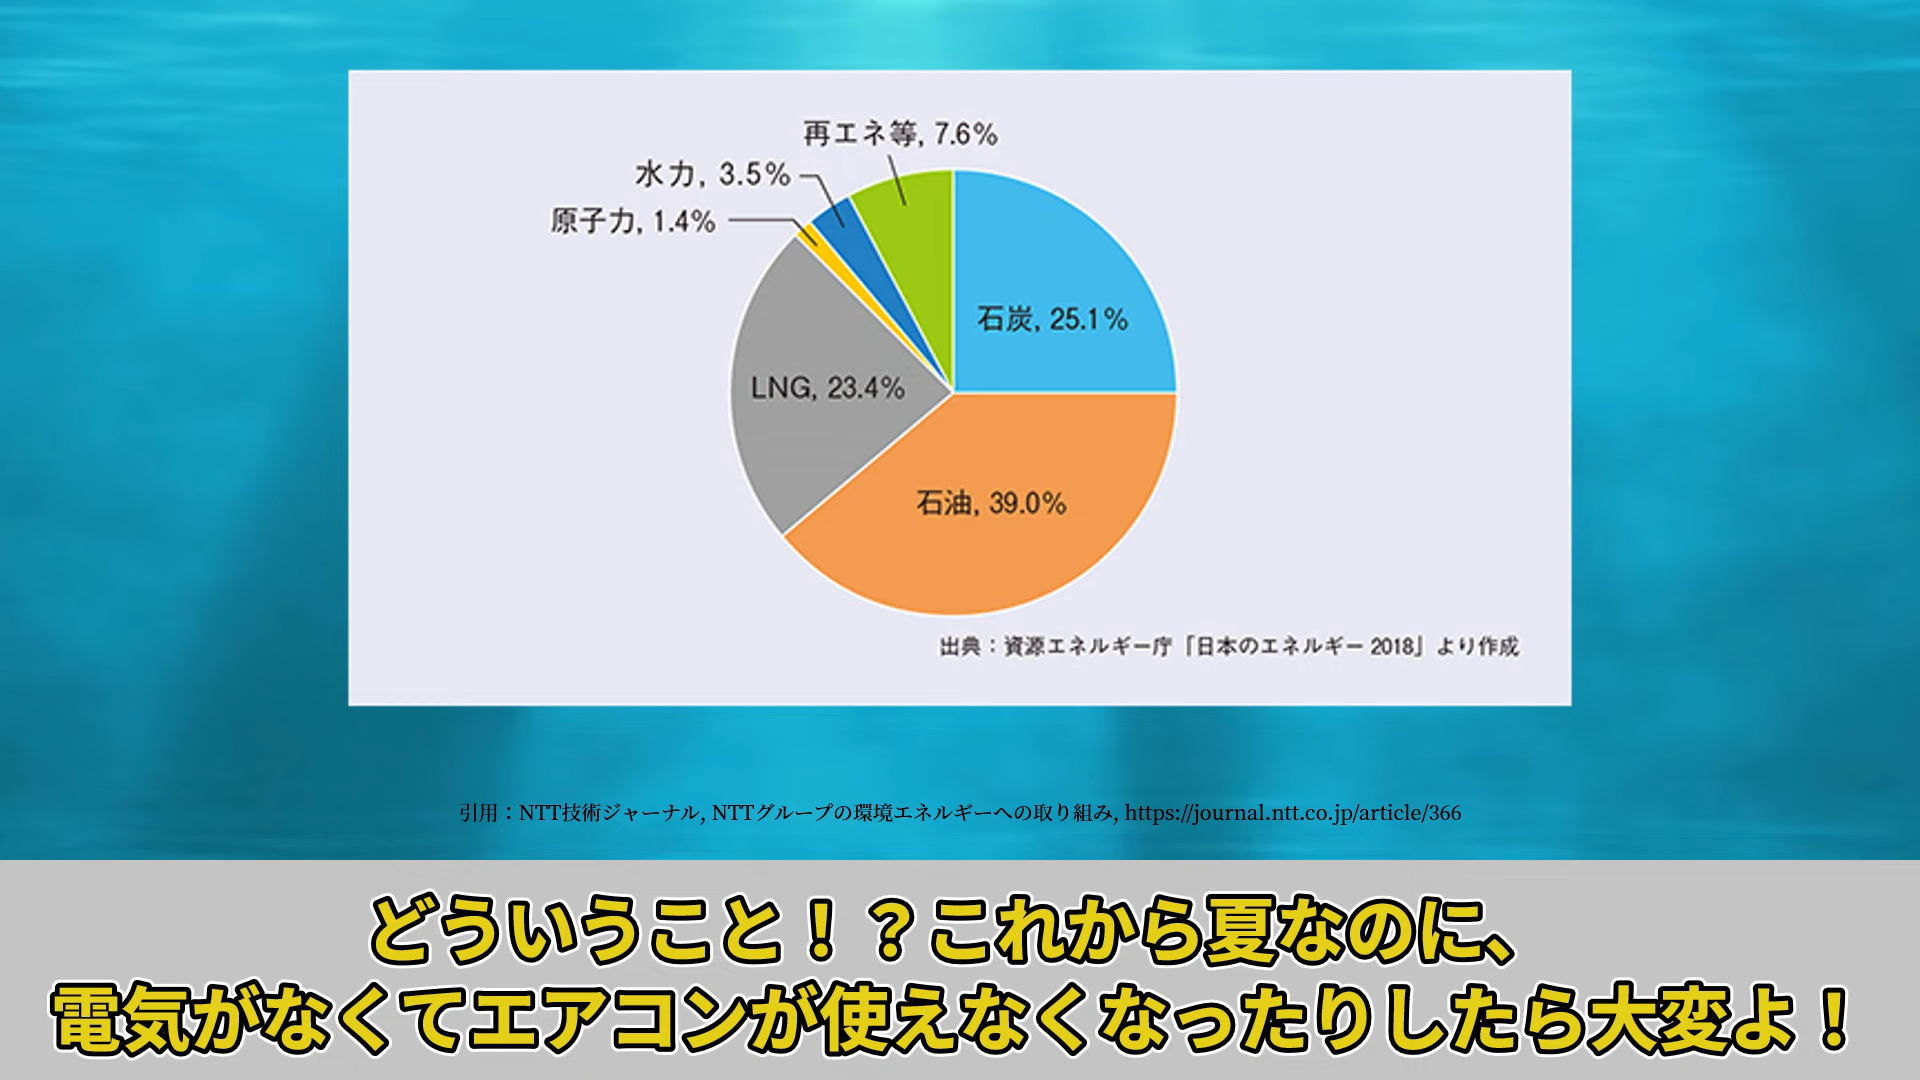 再エネ等, 7.6%
水力, 3.5%
原子力, 1.4%
石炭, 25.1%
LNG, 23.4%
石油, 39.0%
出典：資源エネルギー庁「日本のエネルギー 2018」より作成
引用：NTT技術ジャーナル, NTTグループの環境エネルギーへの取り組み, https://journal.ntt.co.jp/article/366
どういうこと！？これから夏なのに、
電気がなくてエアコンが使えなくなったりしたら大変よ！